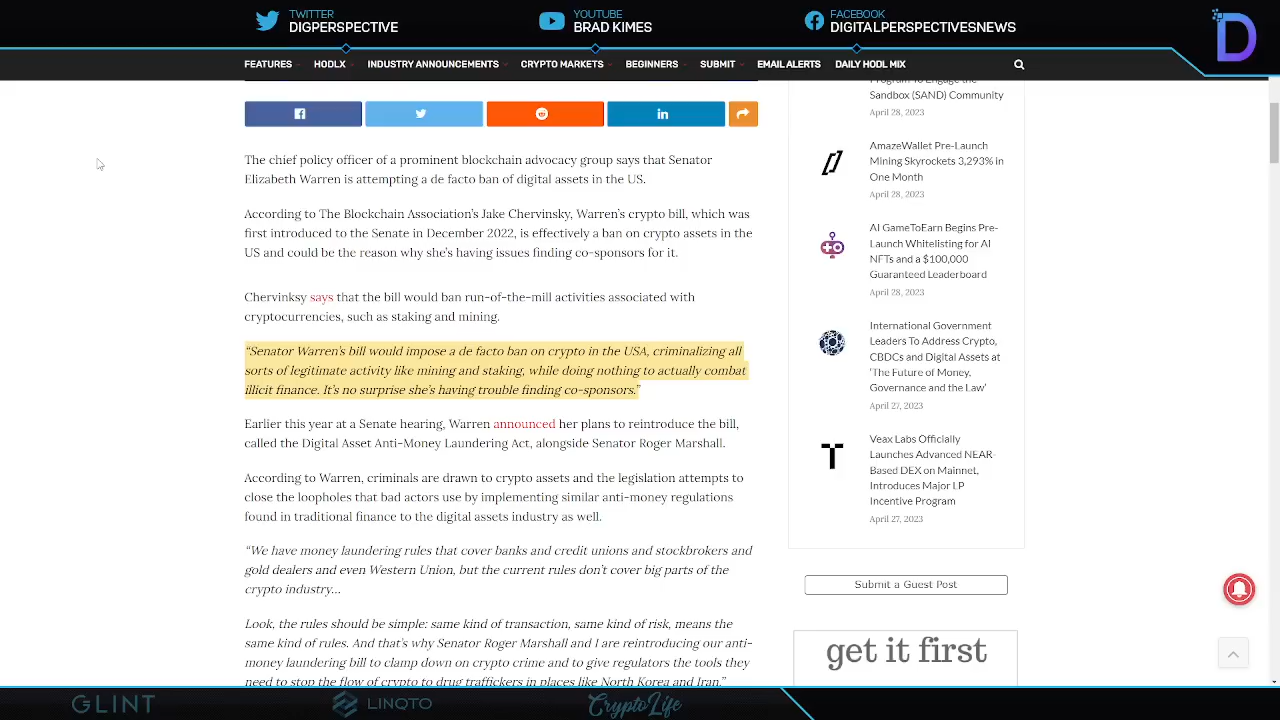 TWITTER
DIGPERSPECTIVE
YOUTUBE
BRAD KIMES
FACEBOOK
DIGITALPERSPECTIVESNEWS
D
FEATURES
HODLX
INDUSTRY ANNOUNCEMENTS
CRYPTO MARKETS
BEGINNERS
SUBMIT
EMAIL ALERTS
DAILY HODL MIX
The chief policy officer of a prominent blockchain advocacy group says that Senator
Elizabeth Warren is attempting a de facto ban of digital assets in the US.
According to The Blockchain Association's Jake Chervinsky, Warren's crypto bill, which was
first introduced to the Senate in December 2022, is effectively a ban on crypto assets in the
US and could be the reason why she's having issues finding co-sponsors for it.
Chervinksy says that the bill would ban run-of-the-mill activities associated with
cryptocurrencies, such as staking and mining.
“Senator Warren's bill would impose a de facto ban on crypto in the USA, criminalizing all
sorts of legitimate activity like mining and staking, while doing nothing to actually combat
illicit finance. It's no surprise she's having trouble finding co-sponsors.”
Earlier this year at a Senate hearing, Warren announced her plans to reintroduce the bill,
called the Digital Asset Anti-Money Laundering Act, alongside Senator Roger Marshall.
According to Warren, criminals are drawn to crypto assets and the legislation attempts to
close the loopholes that bad actors use by implementing similar anti-money regulations
found in traditional finance to the digital assets industry as well.
“We have money laundering rules that cover banks and credit unions and stockbrokers and
gold dealers and even Western Union, but the current rules don't cover big parts of the
crypto industry…
Look, the rules should be simple: same kind of transaction, same kind of risk, means the
same kind of rules. And that's why Senator Roger Marshall and I are reintroducing our anti-
money laundering bill to clamp down on crypto crime and to give regulators the tools they
need to stop the flow of crypto to drug traffickers in places like North Korea and Iran.”
Program To Engage the
Sandbox (SAND) Community
April 28, 2023
AmazeWallet Pre-Launch
Mining Skyrockets 3,293% in
One Month
April 28, 2023
AI GameToEarn Begins Pre-
Launch Whitelisting for AI
NFTs and a $100,000
Guaranteed Leaderboard
April 28, 2023
International Government
Leaders To Address Crypto,
CBDCs and Digital Assets at
‘The Future of Money,
Governance and the Law’
April 27, 2023
Veax Labs Officially
Launches Advanced NEAR-
Based DEX on Mainnet,
Introduces Major LP
Incentive Program
April 27, 2023
Submit a Guest Post
get it first
GLINT
LINQTO
CryptoLife